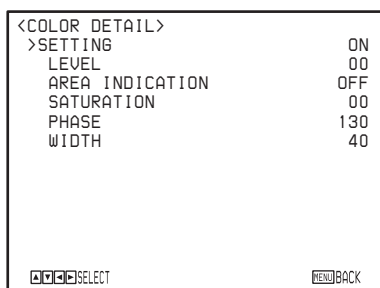 <COLOR DETAIL>
>SETTING ON
LEVEL 00
AREA INDICATION OFF
SATURATION 00
PHASE 130
WIDTH 40
▲▼◀▶SELECT MENU BACK